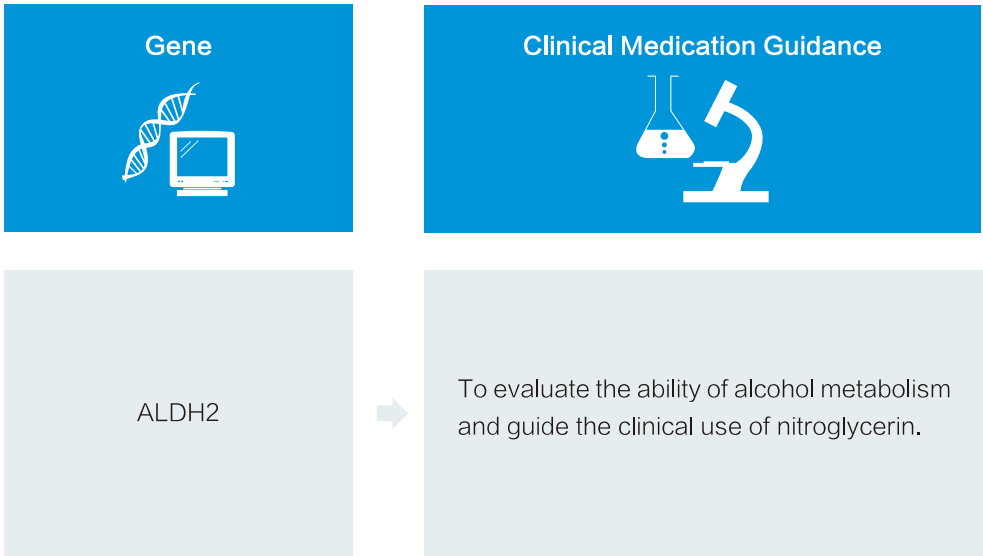 Gene
Clinical Medication Guidance
ALDH2
To evaluate the ability of alcohol metabolism
and guide the clinical use of nitroglycerin.